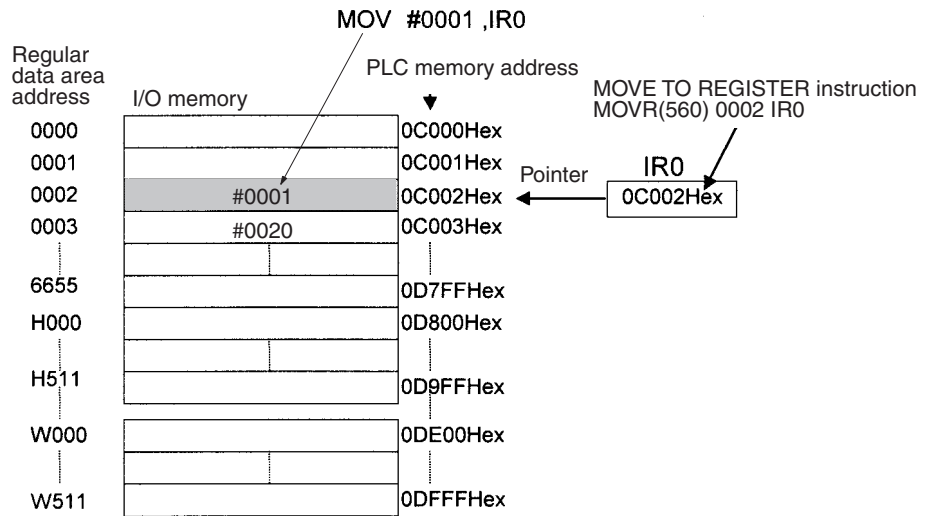 MOV #0001 ,IR0
Regular
data area
address
I/O memory
PLC memory address
MOVE TO REGISTER instruction
MOVR(560) 0002 IR0
0000
0C000Hex
0001
0C001Hex
IR0
0002
#0001
0C002Hex
Pointer
0C002Hex
0003
#0020
0C003Hex
6655
0D7FFHex
H000
0D800Hex
H511
0D9FFHex
W000
0DE00Hex
W511
0DFFFHex